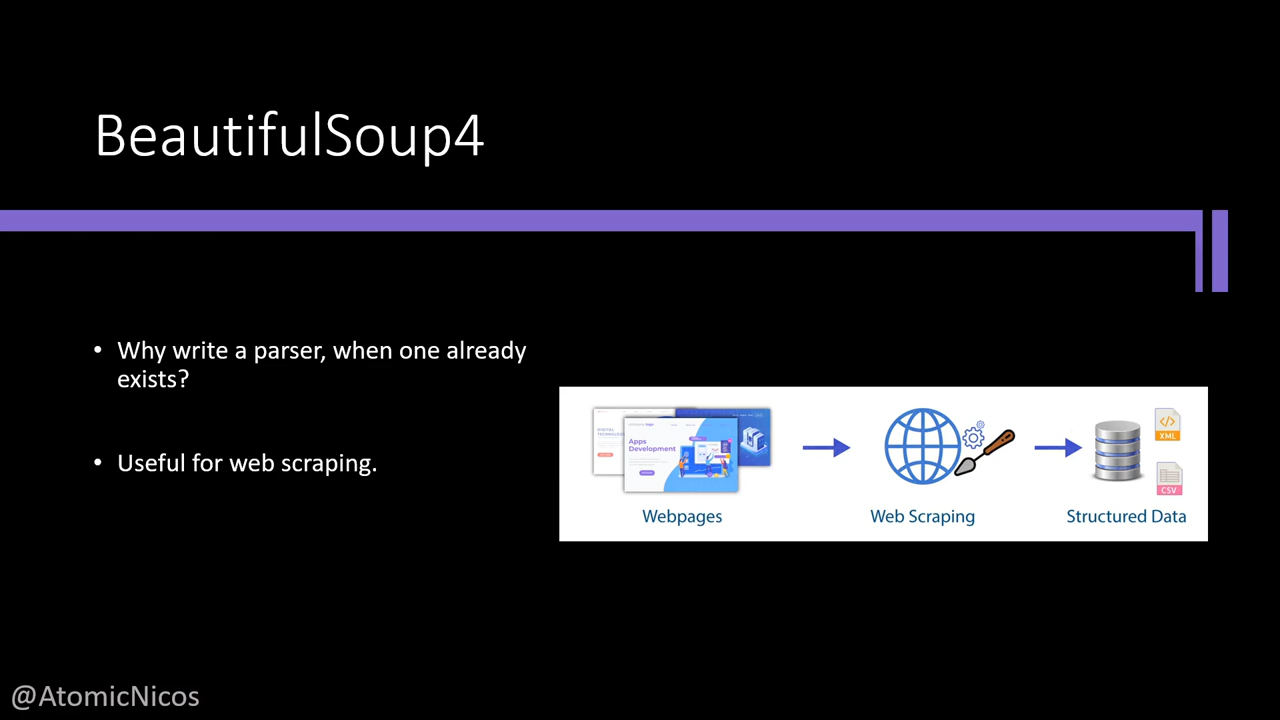 BeautifulSoup4
• Why write a parser, when one already
exists?
• Useful for web scraping.
Apps
Development
XML
CSV
Webpages
Web Scraping
Structured Data
@AtomicNicos